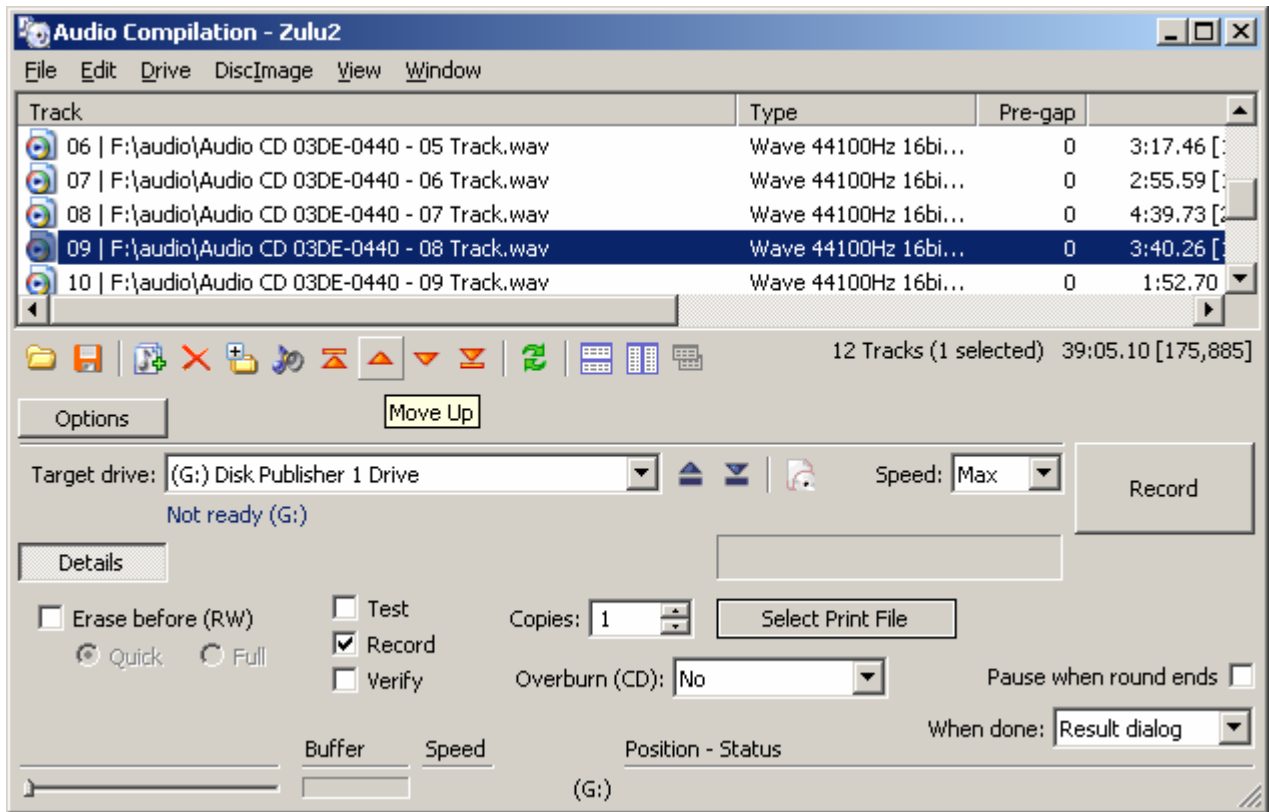 Audio Compilation - Zulu2
File Edit Drive DiscImage View Window
Track Type Pre-gap
06 | F:\audio\Audio CD 03DE-0440 - 05 Track.wav Wave 44100Hz 16bi... 0 3:17.46 [
07 | F:\audio\Audio CD 03DE-0440 - 06 Track.wav Wave 44100Hz 16bi... 0 2:55.59 [
08 | F:\audio\Audio CD 03DE-0440 - 07 Track.wav Wave 44100Hz 16bi... 0 4:39.73 [
09 | F:\audio\Audio CD 03DE-0440 - 08 Track.wav Wave 44100Hz 16bi... 0 3:40.26 [
10 | F:\audio\Audio CD 03DE-0440 - 09 Track.wav Wave 44100Hz 16bi... 0 1:52.70
12 Tracks (1 selected) 39:05.10 [175,885]
Options Move Up
Target drive: (G:) Disk Publisher 1 Drive Speed: Max Record
Not ready (G:)
Details
Erase before (RW) Test Copies: 1 Select Print File
Quick Full Record
Verify Overburn (CD): No Pause when round ends
When done: Result dialog
Buffer Speed Position - Status
(G:)